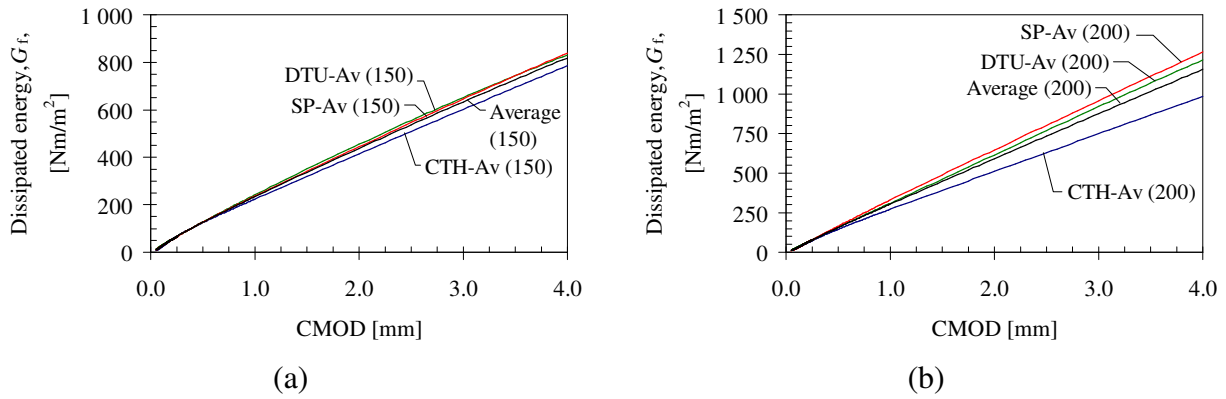 Dissipated energy, Gf,
[Nm/m2]
1 000
800
600
400
200
0
DTU-Av (150)
SP-Av (150)
Average
(150)
CTH-Av (150)
0.0 1.0 2.0 3.0 4.0
CMOD [mm]
(a)
Dissipated energy, Gf,
[Nm/m2]
1 500
1 250
1 000
750
500
250
0
SP-Av (200)
DTU-Av (200)
Average (200)
CTH-Av (200)
0.0 1.0 2.0 3.0 4.0
CMOD [mm]
(b)